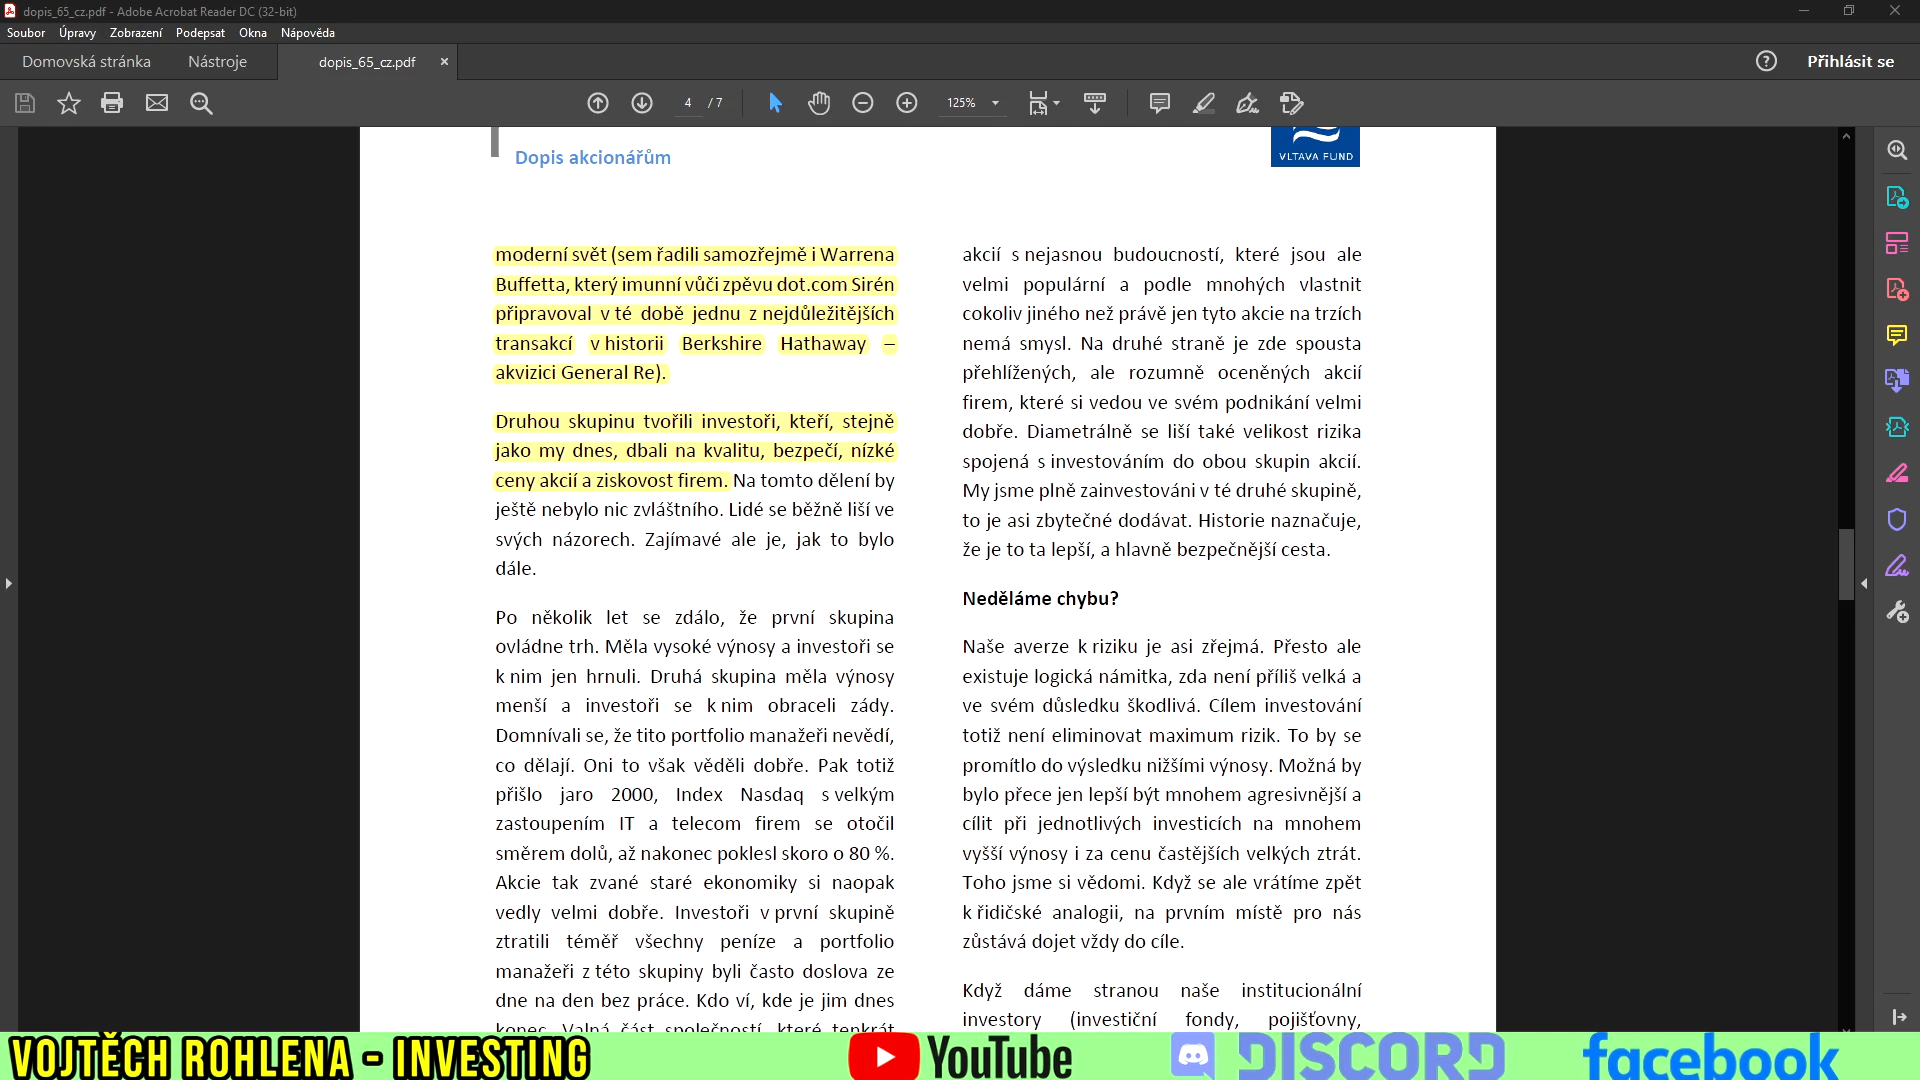 dopis_65_cz.pdf - Adobe Acrobat Reader DC (32-bit)
Soubor Úpravy Zobrazení Podepsat Okna Nápověda
Domovská stránka Nástroje dopis_65_cz.pdf × Přihlásit se
4 / 7 125%
Dopis akcionářům
VLTAVA FUND
moderní svět (sem řadili samozřejmě i Warrena
Buffetta, který imunní vůči zpěvu dot.com Sirén
připravoval v té době jednu z nejdůležitějších
transakcí v historii Berkshire Hathaway –
akvizici General Re).
Druhou skupinu tvořili investoři, kteří, stejně
jako my dnes, dbali na kvalitu, bezpečí, nízké
ceny akcií a ziskovost firem. Na tomto dělení by
ještě nebylo nic zvláštního. Lidé se běžně liší ve
svých názorech. Zajímavé ale je, jak to bylo
dále.
Po několik let se zdálo, že první skupina
ovládne trh. Měla vysoké výnosy a investoři se
k nim jen hrnuli. Druhá skupina měla výnosy
menší a investoři se k nim obraceli zády.
Domnívali se, že tito portfolio manažeři nevědí,
co dělají. Oni to však věděli dobře. Pak totiž
přišlo jaro 2000, Index Nasdaq s velkým
zastoupením IT a telecom firem se otočil
směrem dolů, až nakonec poklesl skoro o 80 %.
Akcie tak zvané staré ekonomiky si naopak
vedly velmi dobře. Investoři v první skupině
ztratili téměř všechny peníze a portfolio
manažeři z této skupiny byli často doslova ze
dne na den bez práce. Kdo ví, kde je jim dnes
konec. Valná část společností, které tenkrát
akcií s nejasnou budoucností, které jsou ale
velmi populární a podle mnohých vlastnit
cokoliv jiného než právě jen tyto akcie na trzích
nemá smysl. Na druhé straně je zde spousta
přehlížených, ale rozumně oceněných akcií
firem, které si vedou ve svém podnikání velmi
dobře. Diametrálně se liší také velikost rizika
spojená s investováním do obou skupin akcií.
My jsme plně zainvestováni v té druhé skupině,
to je asi zbytečné dodávat. Historie naznačuje,
že je to ta lepší, a hlavně bezpečnější cesta.
Neděláme chybu?
Naše averze k riziku je asi zřejmá. Přesto ale
existuje logická námitka, zda není příliš velká a
ve svém důsledku škodlivá. Cílem investování
totiž není eliminovat maximum rizik. To by se
promítlo do výsledku nižšími výnosy. Možná by
bylo přece jen lepší být mnohem agresivnější a
cílit při jednotlivých investicích na mnohem
vyšší výnosy i za cenu častějších velkých ztrát.
Toho jsme si vědomi. Když se ale vrátíme zpět
k řidičské analogii, na prvním místě pro nás
zůstává dojet vždy do cíle.
Když dáme stranou naše institucionální
investory (investiční fondy, pojišťovny,
VOJTĚCH ROHLENA - INVESTING YouTube DISCORD facebook